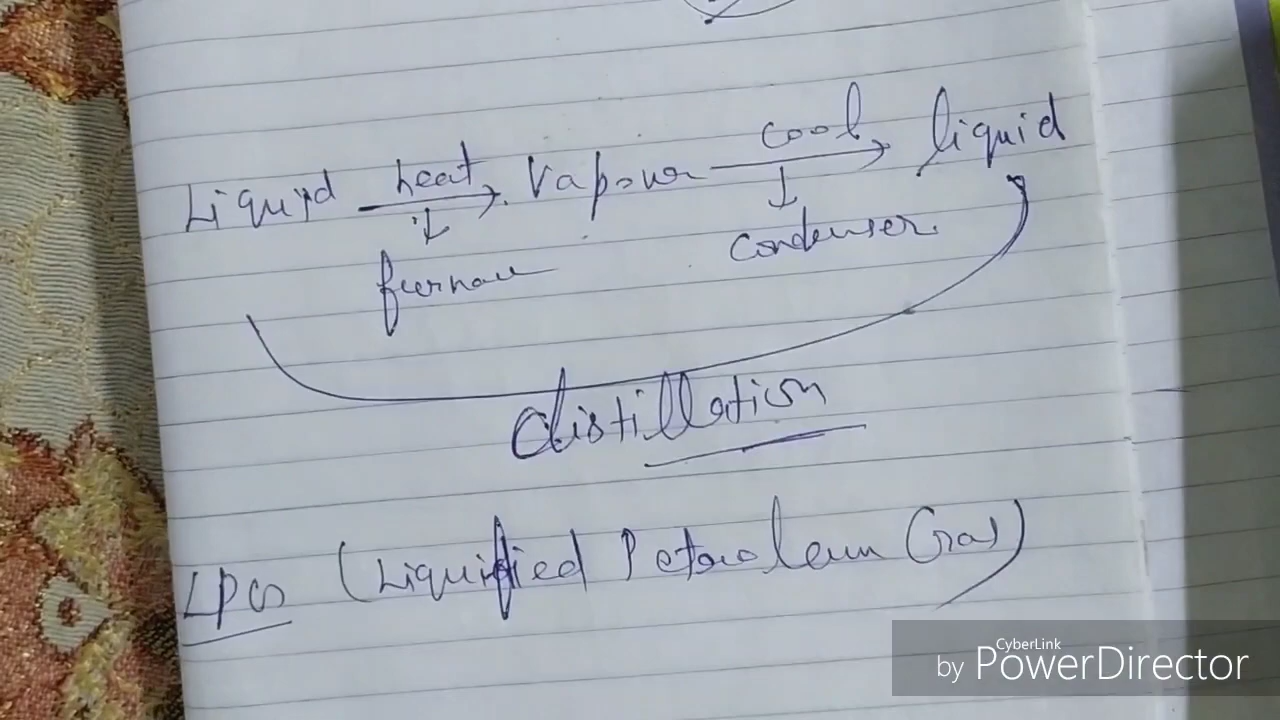 Liquid heat → Vapour cool → liquid
↓ ↓
furnace condenser.
distillation
LPG (Liquified Petroleum Gas)
CyberLink
by PowerDirector